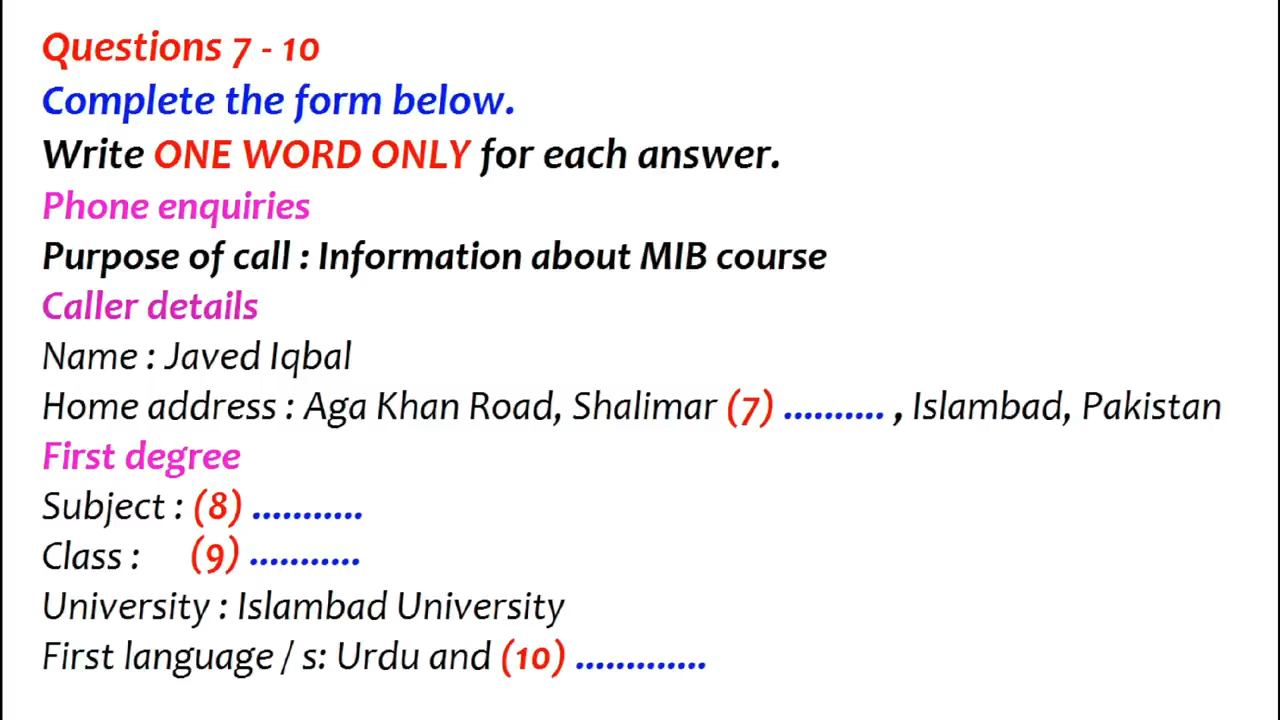 Questions 7 - 10
Complete the form below.
Write ONE WORD ONLY for each answer.
Phone enquiries
Purpose of call : Information about MIB course
Caller details
Name : Javed Iqbal
Home address : Aga Khan Road, Shalimar (7) .......... , Islambad, Pakistan
First degree
Subject : (8) ...........
Class : (9) ...........
University : Islambad University
First language / s: Urdu and (10) .............